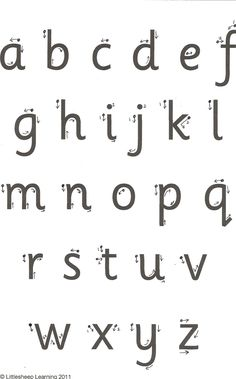 a b c d e f
g h i j k l
m n o p q
r s t u v
w x y z
© Littlesheep Learning 2011